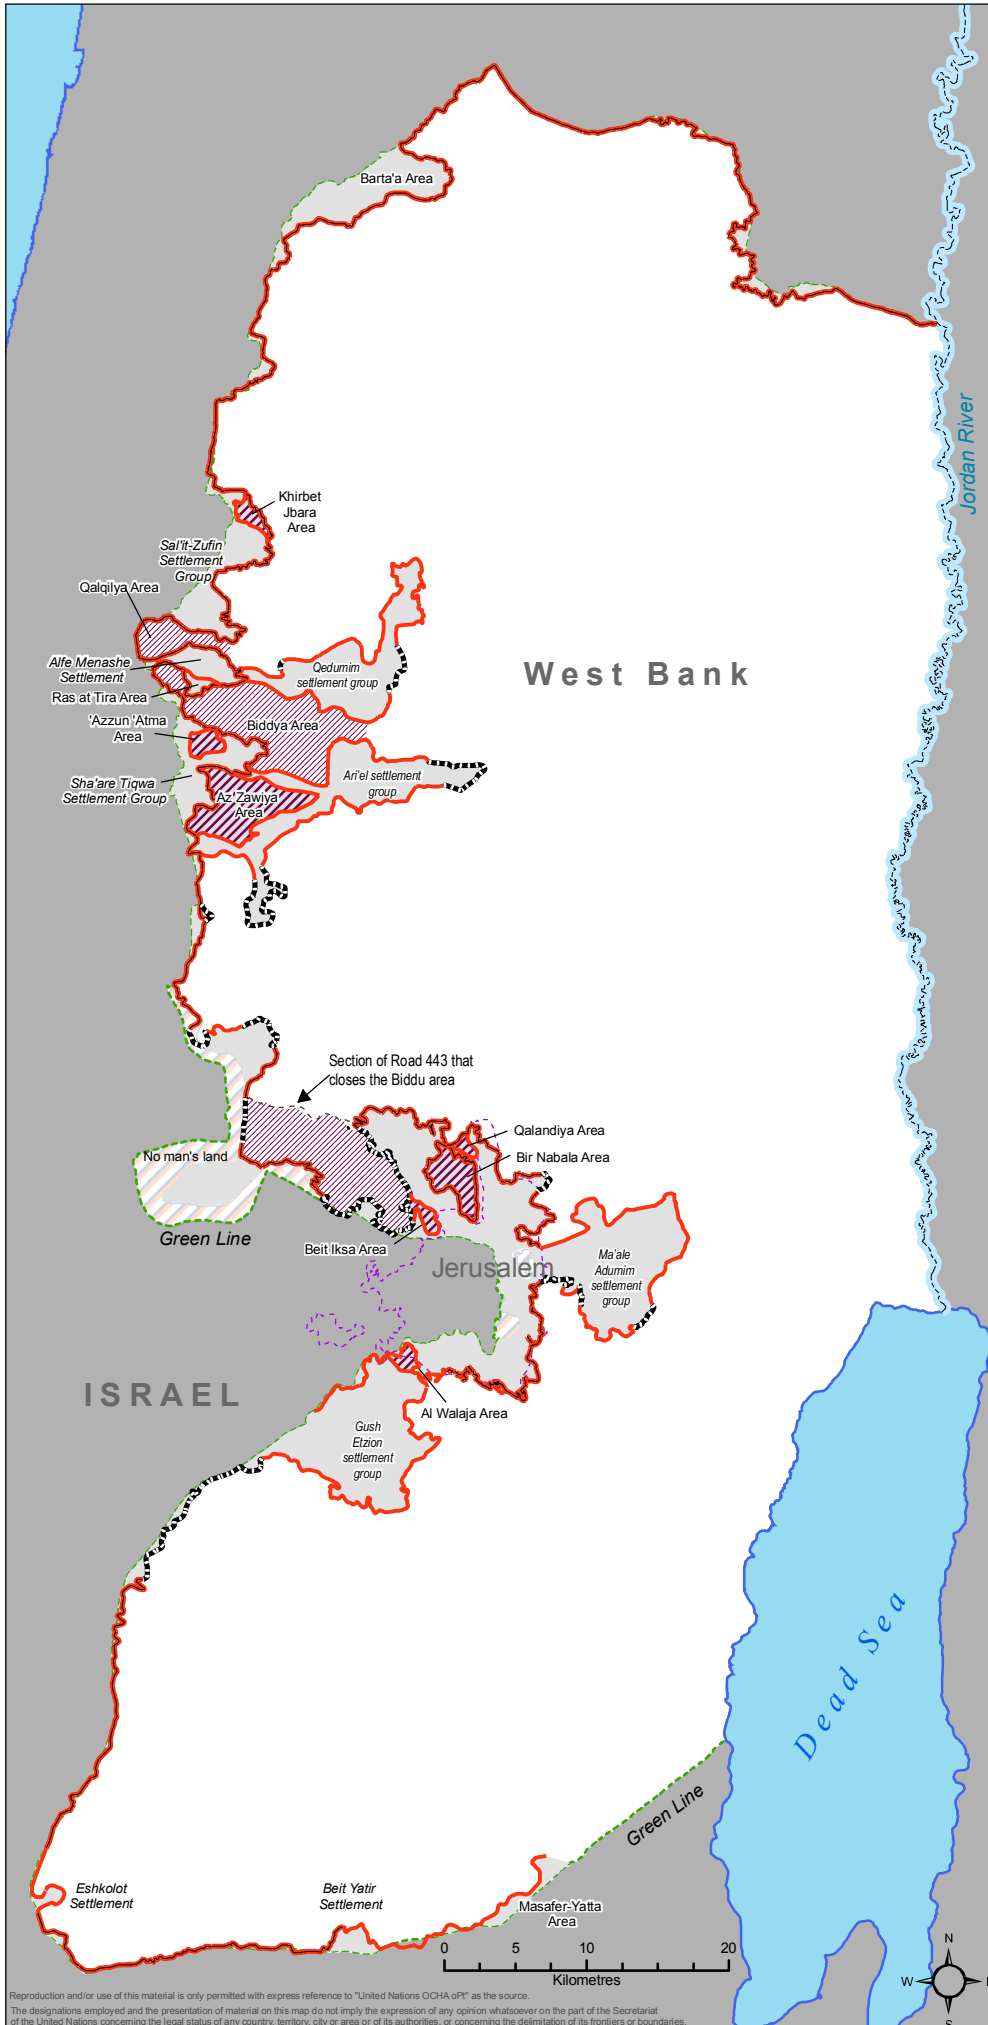 Barta'a Area
Jordan River
Khirbet
Jbara
Area
Sal'it-Zufin
Settlement
Group
Qalqilya Area
Alfe Menashe
Settlement
Ras at Tira Area
'Azzun 'Atma
Area
Sha'are Tiqwa
Settlement Group
Qedumim
settlement group
West Bank
Biddya Area
Ari'el settlement
group
Az Zawiya
Area
Section of Road 443 that
closes the Biddu area
Qalandiya Area
Bir Nabala Area
No man's land
Green Line
Beit Iksa Area
Jerusalem
Ma'ale
Adumim
settlement
group
ISRAEL
Al Walaja Area
Gush
Etzion
settlement
group
Dead Sea
Green Line
Eshkolot
Settlement
Beit Yatir
Settlement
Masafer-Yatta
Area
0 5 10 20
Kilometres
N
W E
S
Reproduction and/or use of this material is only permitted with express reference to "United Nations OCHA oPt" as the source.
The designations employed and the presentation of material on this map do not imply the expression of any opinion whatsoever on the part of the Secretariat
of the United Nations concerning the legal status of any country, territory, city or area or of its authorities, or concerning the delimitation of its frontiers or boundaries.